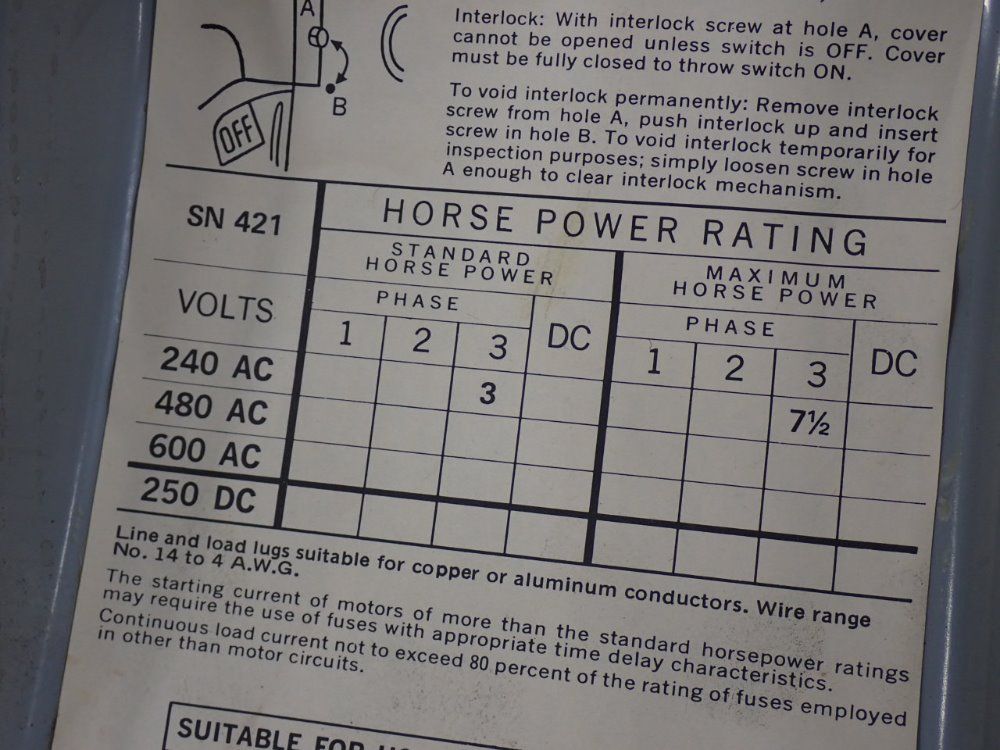 A
B
OFF
Interlock: With interlock screw at hole A, cover
cannot be opened unless switch is OFF. Cover
must be fully closed to throw switch ON.
To void interlock permanently: Remove interlock
screw from hole A, push interlock up and insert
screw in hole B. To void interlock temporarily for
inspection purposes; simply loosen screw in hole
A enough to clear interlock mechanism.
SN 421
HORSE POWER RATING
STANDARD
HORSE POWER
MAXIMUM
HORSE POWER
VOLTS
PHASE
DC
PHASE
DC
1 2 3
1 2 3
240 AC 3 7½
480 AC
600 AC
250 DC
Line and load lugs suitable for copper or aluminum conductors. Wire range
No. 14 to 4 A.W.G.
The starting current of motors of more than the standard horsepower ratings
may require the use of fuses with appropriate time delay characteristics.
Continuous load current not to exceed 80 percent of the rating of fuses employed
in other than motor circuits.
SUITABLE FOR